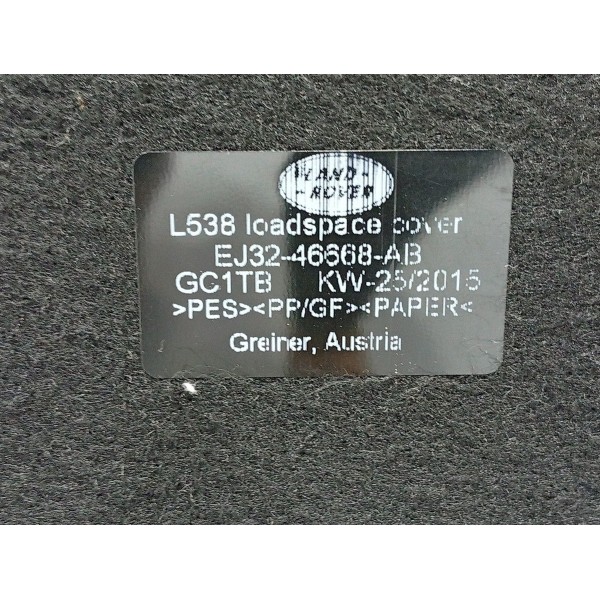 LAND-
-ROVER
L538 loadspace cover
EJ32-46668-AB
GC1TB KW-25/2015
>PES><PP/GF><PAPER<
Greiner, Austria